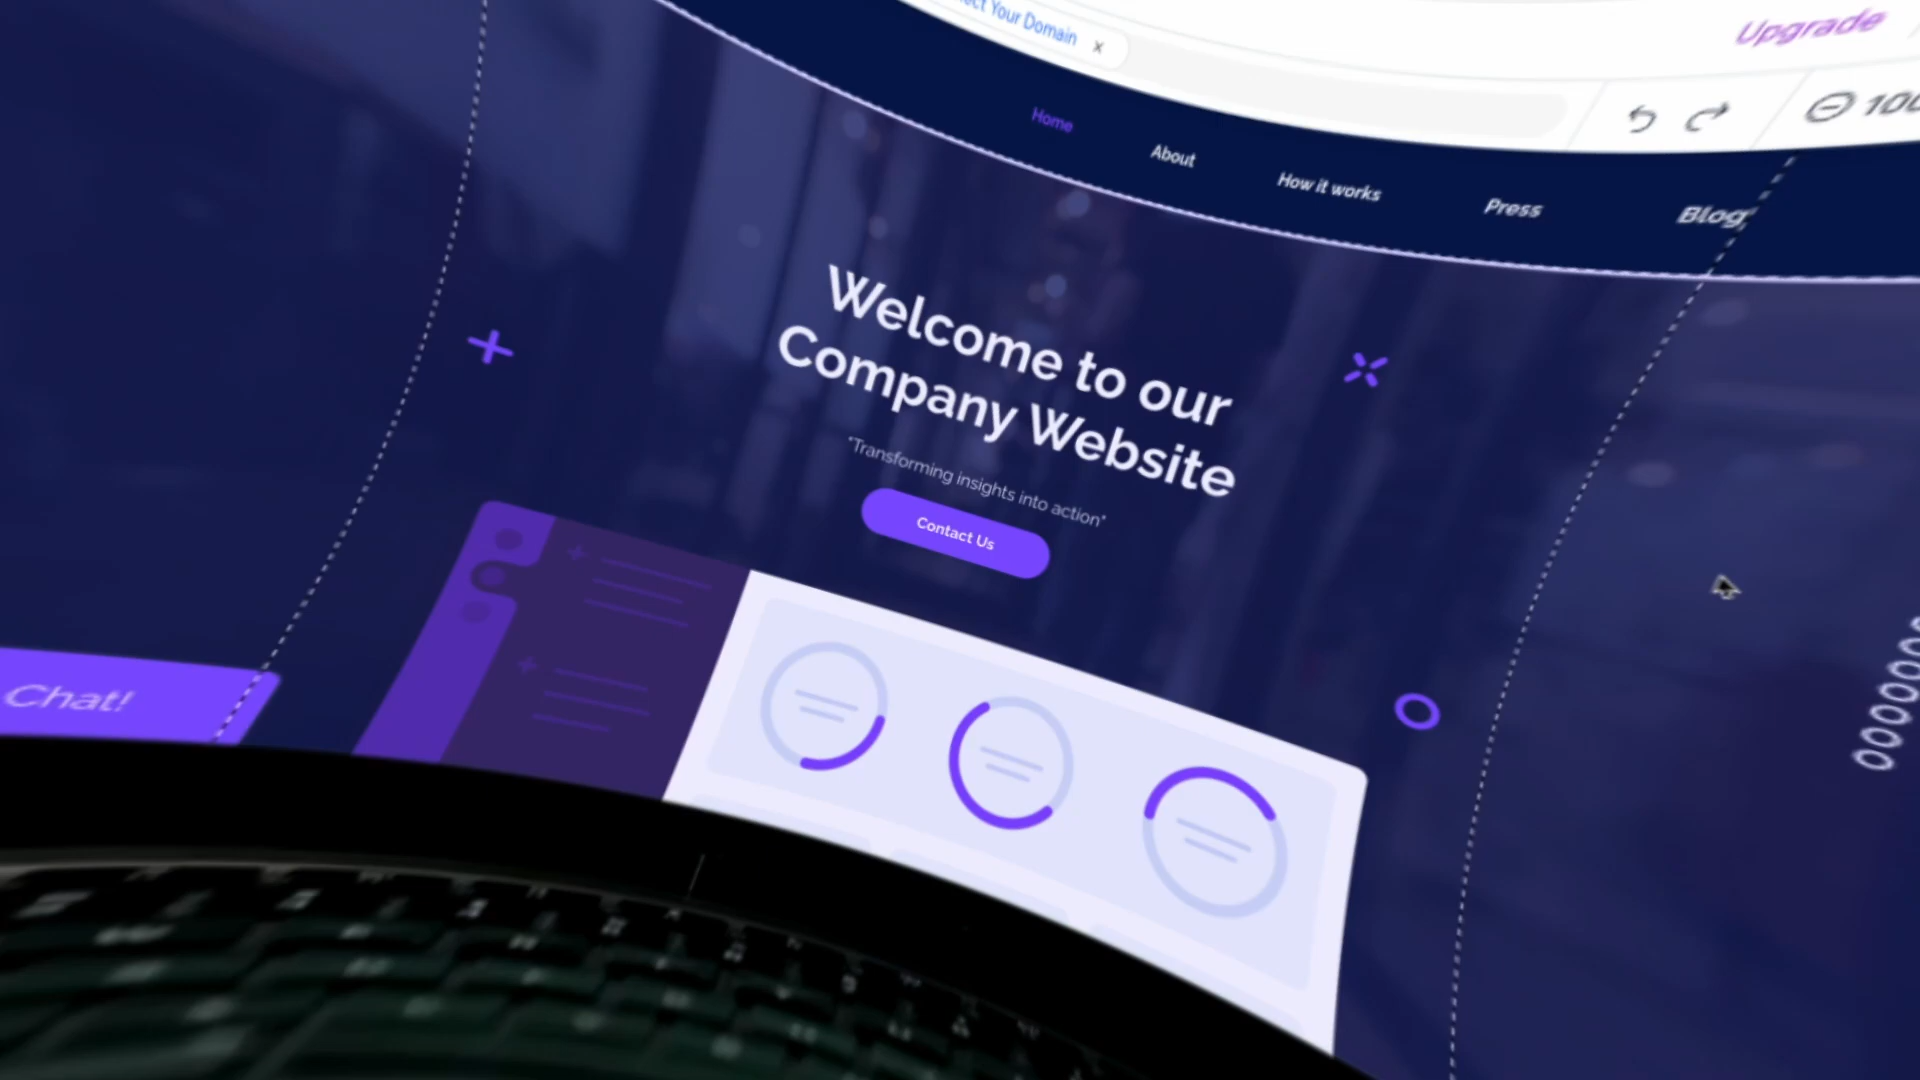 Your Domain x
Upgrade
Home
About
How it works
Press
Blog
Welcome to our
Company Website
"Transforming insights into action"
Contact Us
Chat!